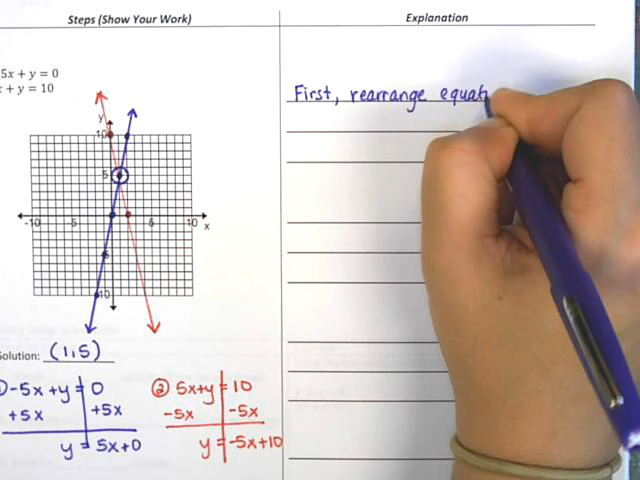 Steps (Show Your Work)
Explanation
5x + y = 0
x + y = 10
First, rearrange equat
y
10
5
-10
5
10
x
5
10
Solution: (1,5)
-5x + y = 0
+5x +5x
y = 5x+0
② 5x+y = 10
-5x -5x
y = -5x+10